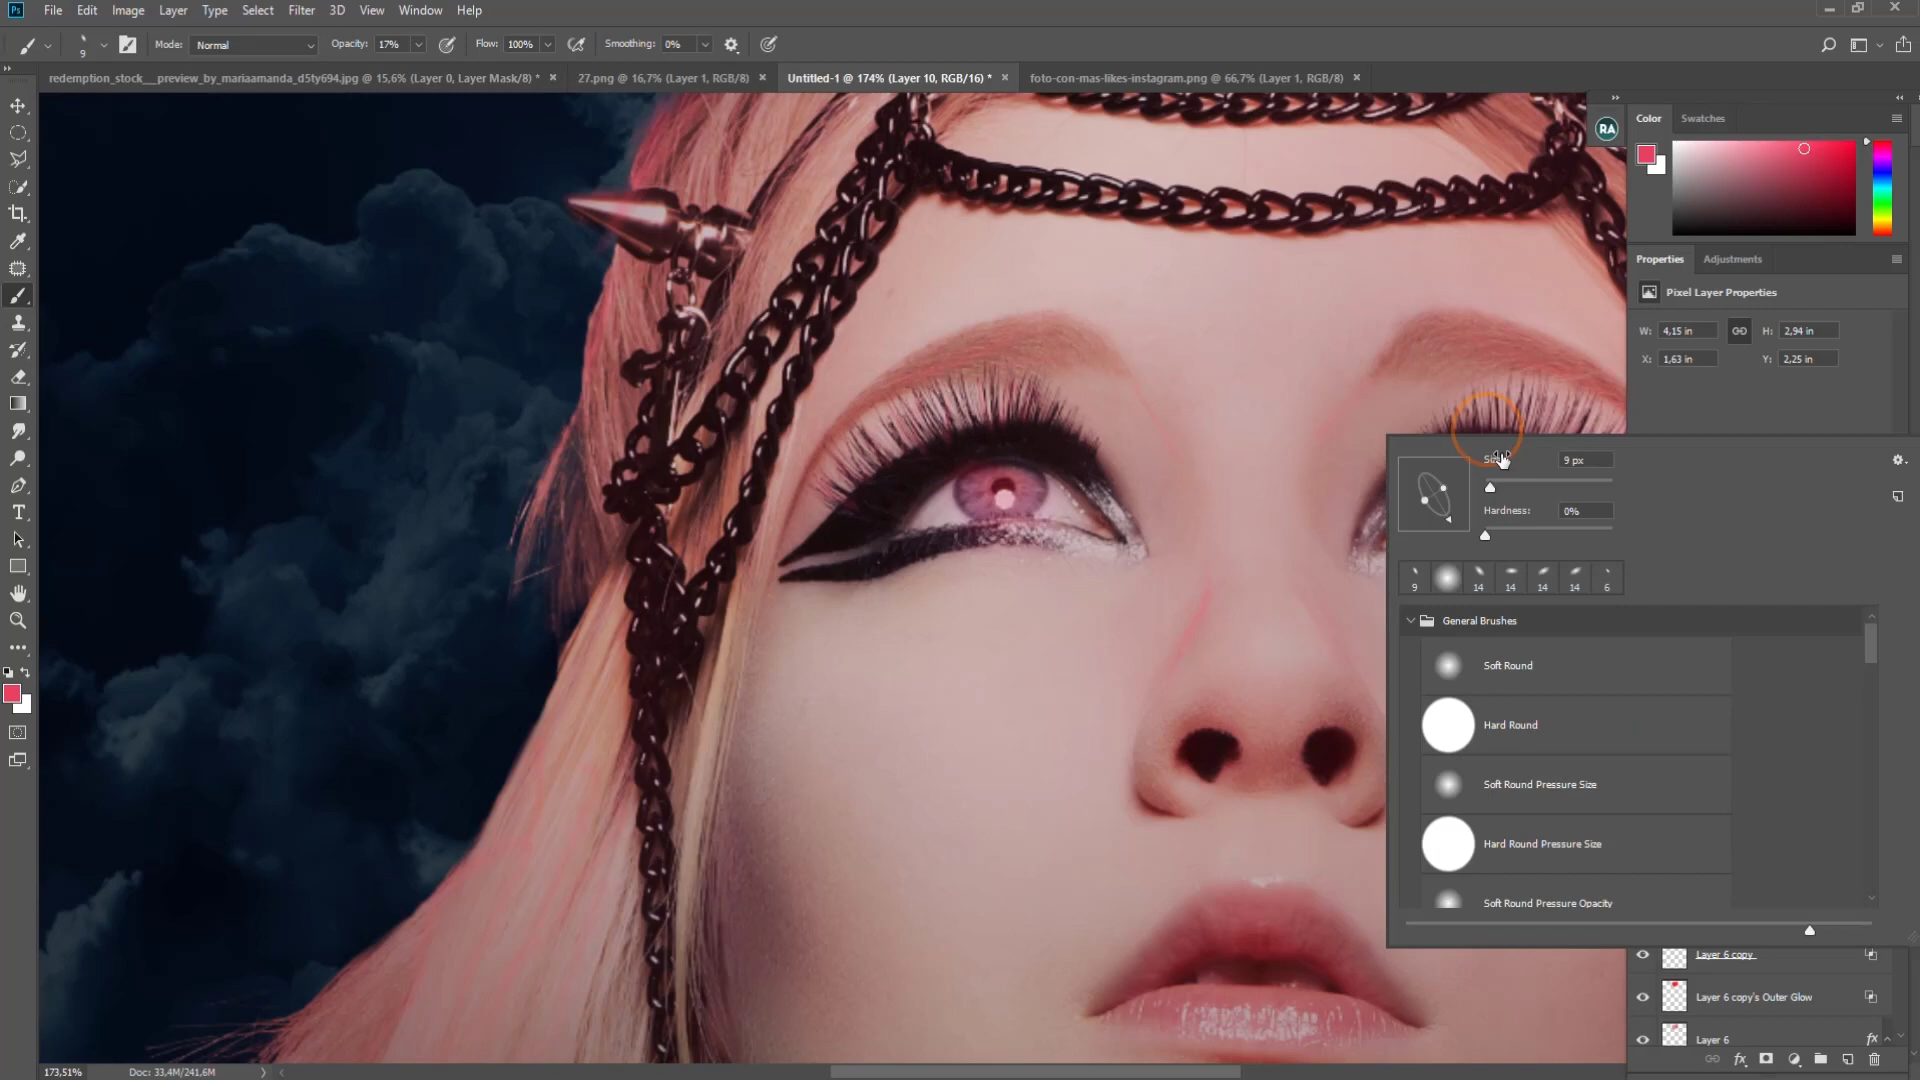 Ps File Edit Image Layer Type Select Filter 3D View Window Help
9 Mode: Normal Opacity: 17% Flow: 100% Smoothing: 0%
redemption_stock___preview_by_mariaamanda_d5ty694.jpg @ 15,6% (Layer 0, Layer Mask/8) * × 27.png @ 16,7% (Layer 1, RGB/8) × Untitled-1 @ 174% (Layer 10, RGB/16) * × foto-con-mas-likes-instagram.png @ 66,7% (Layer 1, RGB/8) ×
RA
Color Swatches
Properties Adjustments
Pixel Layer Properties
W: 4,15 in H: 2,94 in
X: 1,63 in Y: 2,25 in
9 px
Hardness: 0%
9 14 14 14 14 6
General Brushes
Soft Round
Hard Round
Soft Round Pressure Size
Hard Round Pressure Size
Soft Round Pressure Opacity
Layer 6 copy
Layer 6 copy's Outer Glow
Layer 6 fx
fx
173,51% Doc: 33,4M/241,6M